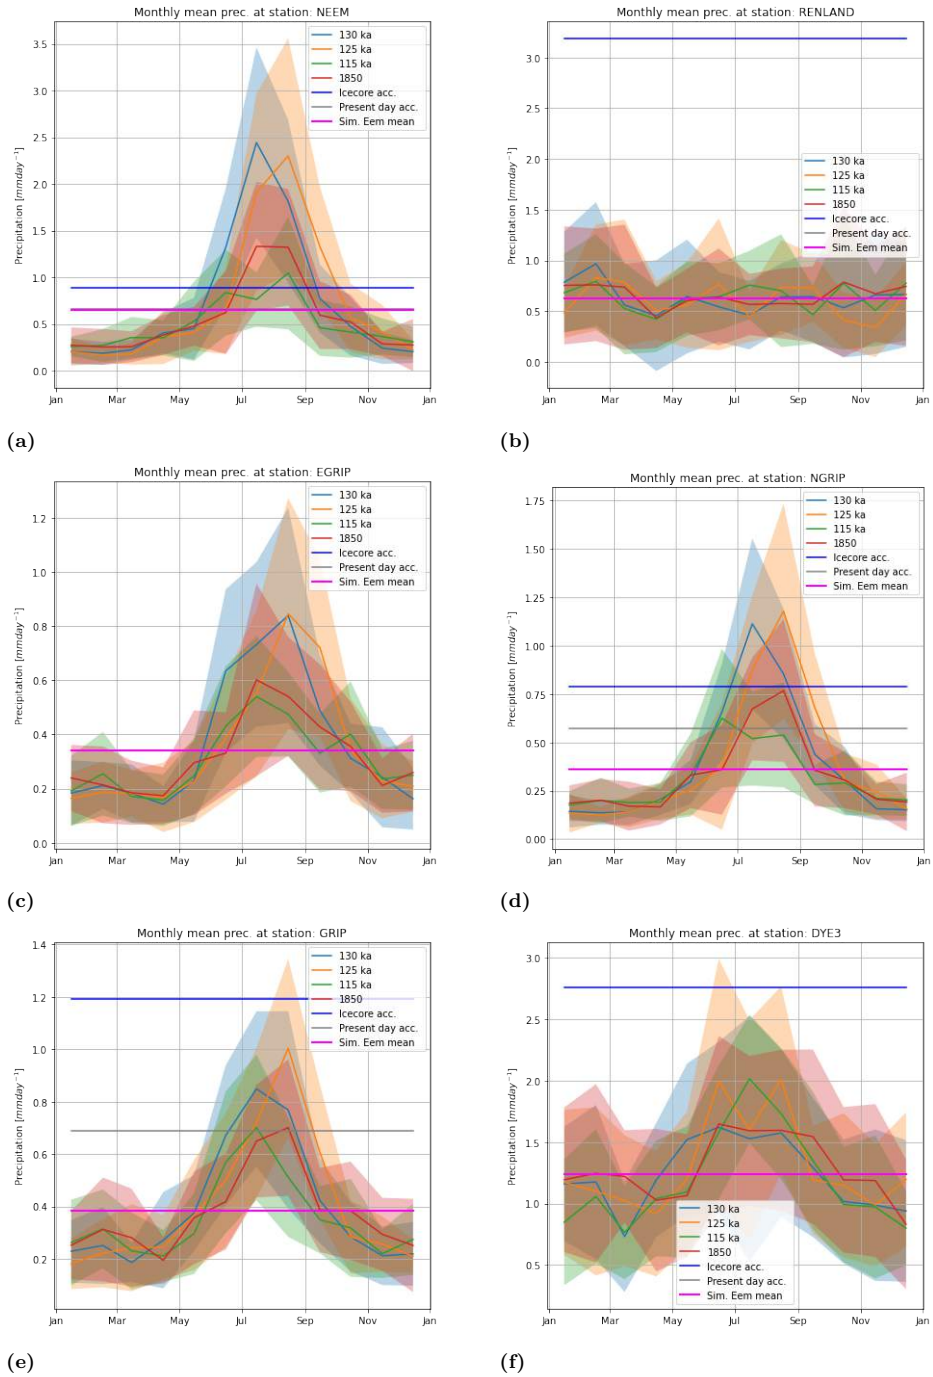 Monthly mean prec. at station: NEEM
Precipitation [mmday⁻¹]
3.5
3.0
2.5
2.0
1.5
1.0
0.5
0.0
Jan Mar May Jul Sep Nov Jan
130 ka
125 ka
115 ka
1850
Icecore acc.
Present day acc.
Sim. Eem mean
(a)
Monthly mean prec. at station: RENLAND
Precipitation [mmday⁻¹]
3.0
2.5
2.0
1.5
1.0
0.5
0.0
Jan Mar May Jul Sep Nov Jan
130 ka
125 ka
115 ka
1850
Icecore acc.
Present day acc.
Sim. Eem mean
(b)
Monthly mean prec. at station: EGRIP
Precipitation [mmday⁻¹]
1.2
1.0
0.8
0.6
0.4
0.2
0.0
Jan Mar May Jul Sep Nov Jan
130 ka
125 ka
115 ka
1850
Icecore acc.
Present day acc.
Sim. Eem mean
(c)
Monthly mean prec. at station: NGRIP
Precipitation [mmday⁻¹]
1.75
1.50
1.25
1.00
0.75
0.50
0.25
0.00
Jan Mar May Jul Sep Nov Jan
130 ka
125 ka
115 ka
1850
Icecore acc.
Present day acc.
Sim. Eem mean
(d)
Monthly mean prec. at station: GRIP
Precipitation [mmday⁻¹]
1.4
1.2
1.0
0.8
0.6
0.4
0.2
Jan Mar May Jul Sep Nov Jan
130 ka
125 ka
115 ka
1850
Icecore acc.
Present day acc.
Sim. Eem mean
(e)
Monthly mean prec. at station: DYE3
Precipitation [mmday⁻¹]
3.0
2.5
2.0
1.5
1.0
0.5
Jan Mar May Jul Sep Nov Jan
130 ka
125 ka
115 ka
1850
Icecore acc.
Present day acc.
Sim. Eem mean
(f)